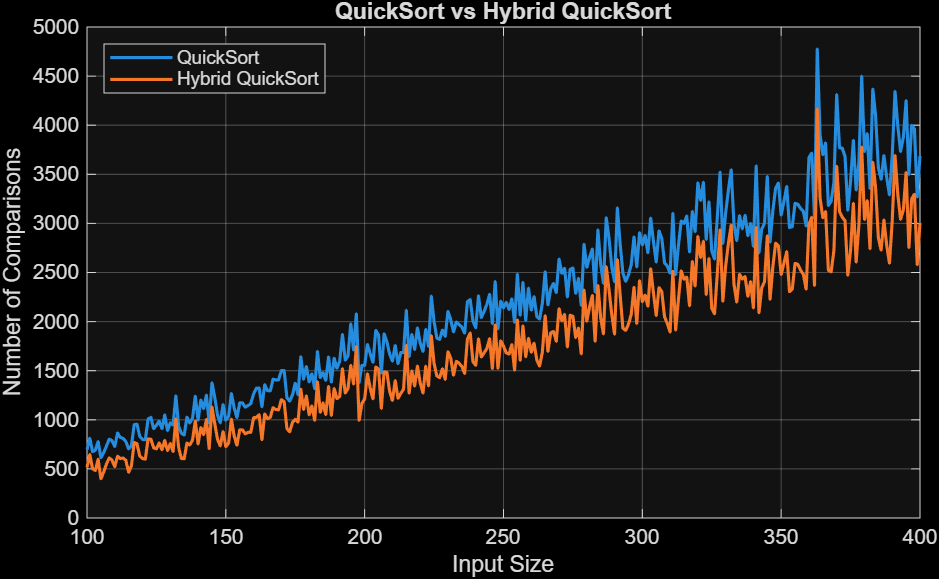 QuickSort vs Hybrid QuickSort
5000
4500
4000
3500
3000
2500
2000
1500
1000
500
0
Number of Comparisons
QuickSort
Hybrid QuickSort
100 150 200 250 300 350 400
Input Size